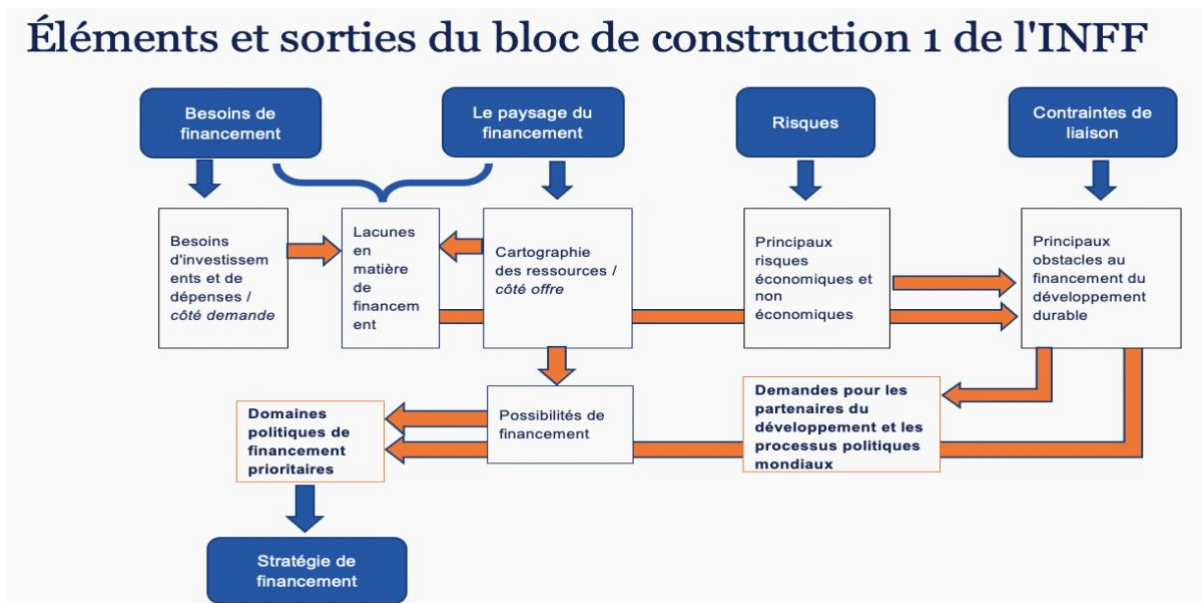 Éléments et sorties du bloc de construction 1 de l'INFF
Besoins de
financement
Le paysage du
financement
Risques
Contraintes de
liaison
Besoins
d'investissem
ents et de
dépenses /
côté demande
Lacunes
en
matière
de
financem
ent
Cartographie
des ressources /
côté offre
Principaux
risques
économiques et
non
économiques
Principaux
obstacles au
financement du
développement
durable
Domaines
politiques de
financement
prioritaires
Possibilités de
financement
Demandes pour les
partenaires du
développement et les
processus politiques
mondiaux
Stratégie de
financement